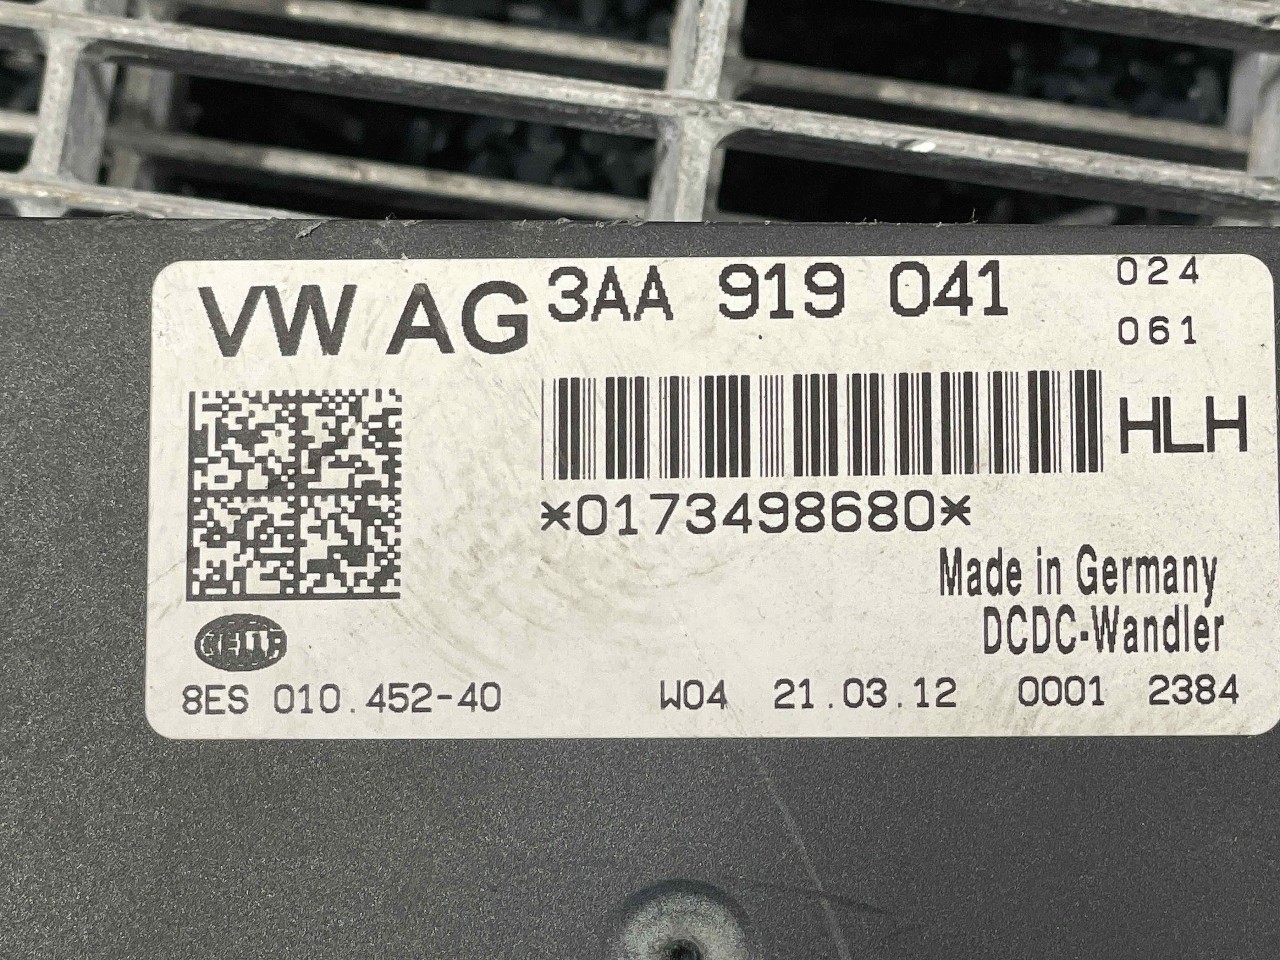 VW AG 3AA 919 041 024
061
HLH
*0173498680*
Made in Germany
DCDC-Wandler
HELLA
8ES 010.452-40 W04 21.03.12 0001 2384